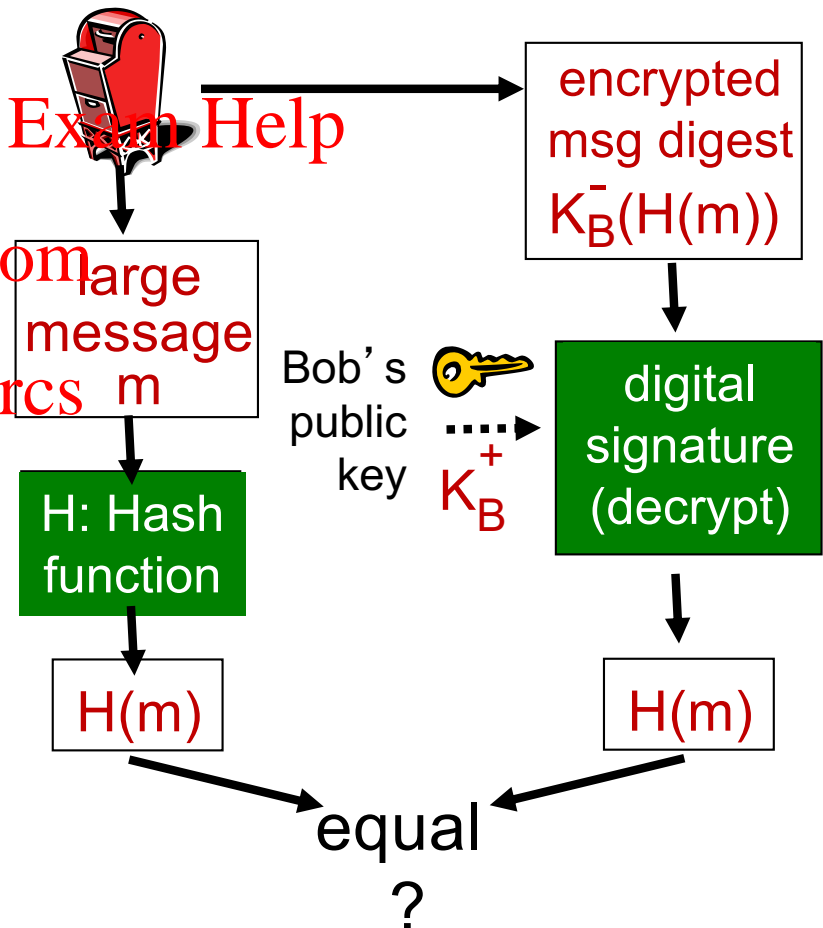 Exam Help
encrypted
msg digest
K_B^-(H(m))
om
large
message
rcs
m
Bob's
public
key
K_B^+
digital
signature
(decrypt)
H: Hash
function
H(m)
H(m)
equal
?